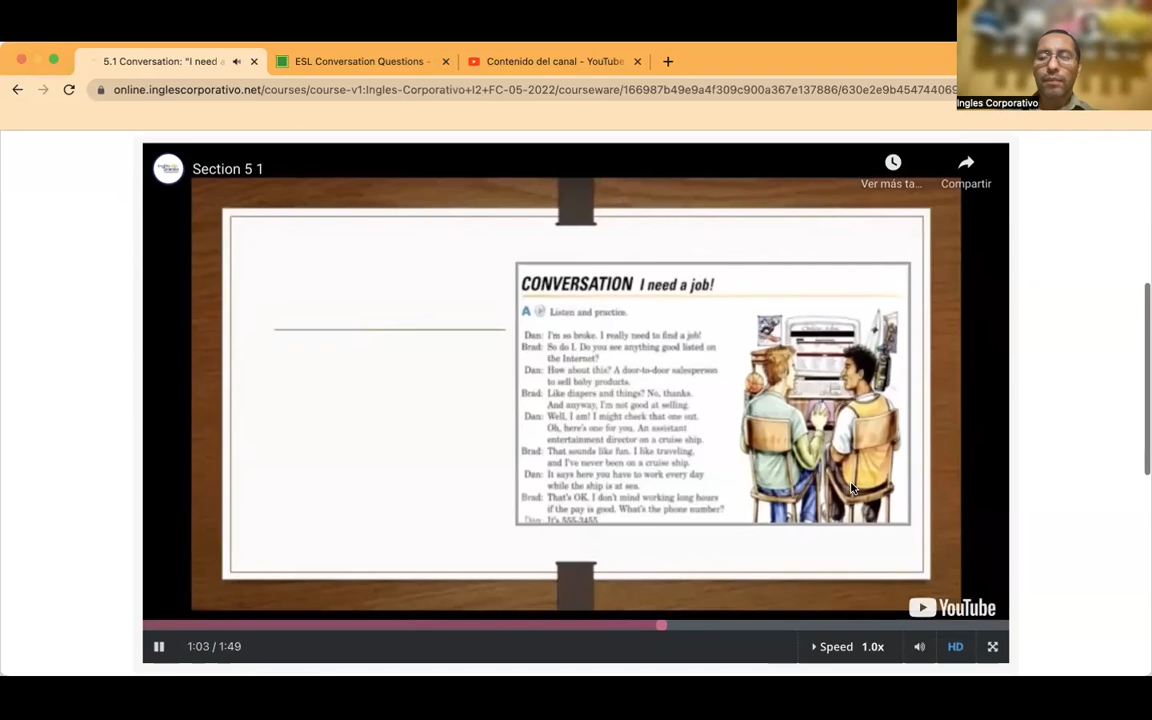 5.1 Conversation: "I need
ESL Conversation Questions -
Contenido del canal - YouTube
online.inglescorporativo.net/courses/course-v1:Ingles-Corporativo+I2+FC-05-2022/courseware/166987b49e9a4f309c900a367e137886/630e2e9b45474406
Ingles Corporativo
Section 5 1
Ver más ta...
Compartir
CONVERSATION I need a job!
A Listen and practice.
Dan: I'm so broke. I really need to find a job!
Brad: So do I. Do you see anything good listed on
the Internet?
Dan: How about this? A door-to-door salesperson
to sell baby products.
Brad: Like diapers and things? No, thanks.
And anyway, I'm not good at selling.
Dan: Well, I am! I might check that one out.
Oh, here's one for you. An assistant
entertainment director on a cruise ship.
Brad: That sounds like fun. I like traveling,
and I've never been on a cruise ship.
Dan: It says here you have to work every day
while the ship is at sea.
Brad: That's OK. I don't mind working long hours
if the pay is good. What's the phone number?
Dan: It's 555-3455.
YouTube
1:03 / 1:49
Speed 1.0x
HD